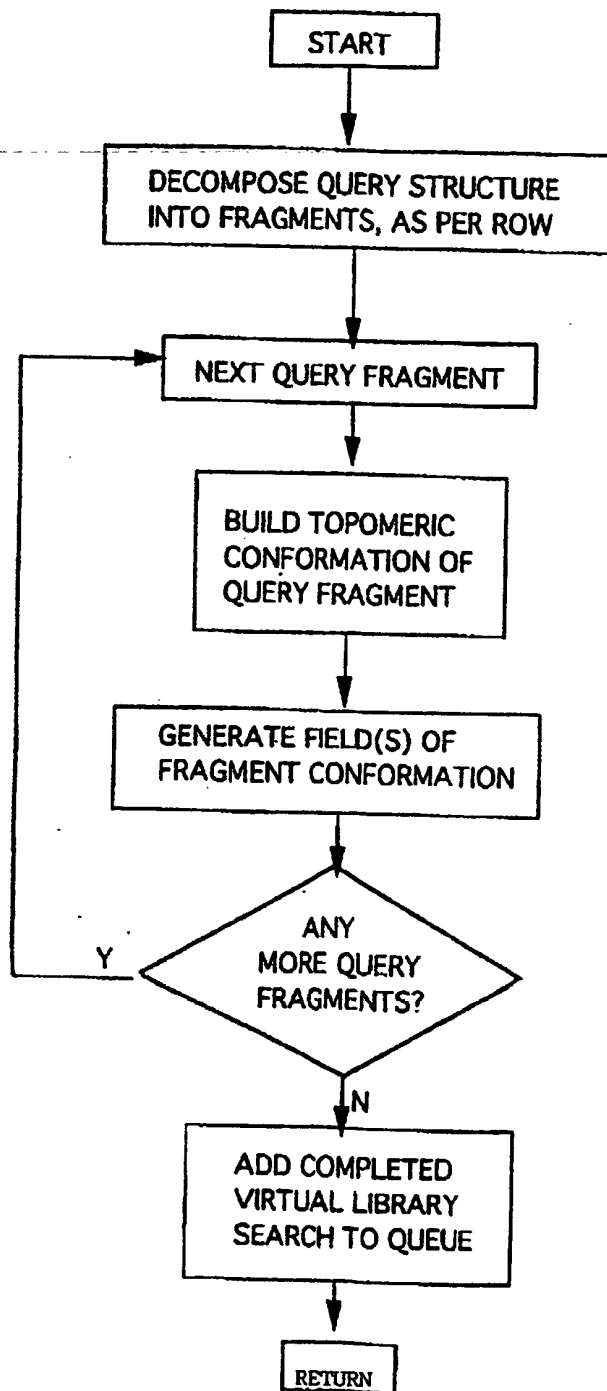 START
DECOMPOSE QUERY STRUCTURE
INTO FRAGMENTS, AS PER ROW
NEXT QUERY FRAGMENT
BUILD TOPOMERIC
CONFORMATION OF
QUERY FRAGMENT
GENERATE FIELD(S) OF
FRAGMENT CONFORMATION
ANY
MORE QUERY
FRAGMENTS?
Y
N
ADD COMPLETED
VIRTUAL LIBRARY
SEARCH TO QUEUE
RETURN